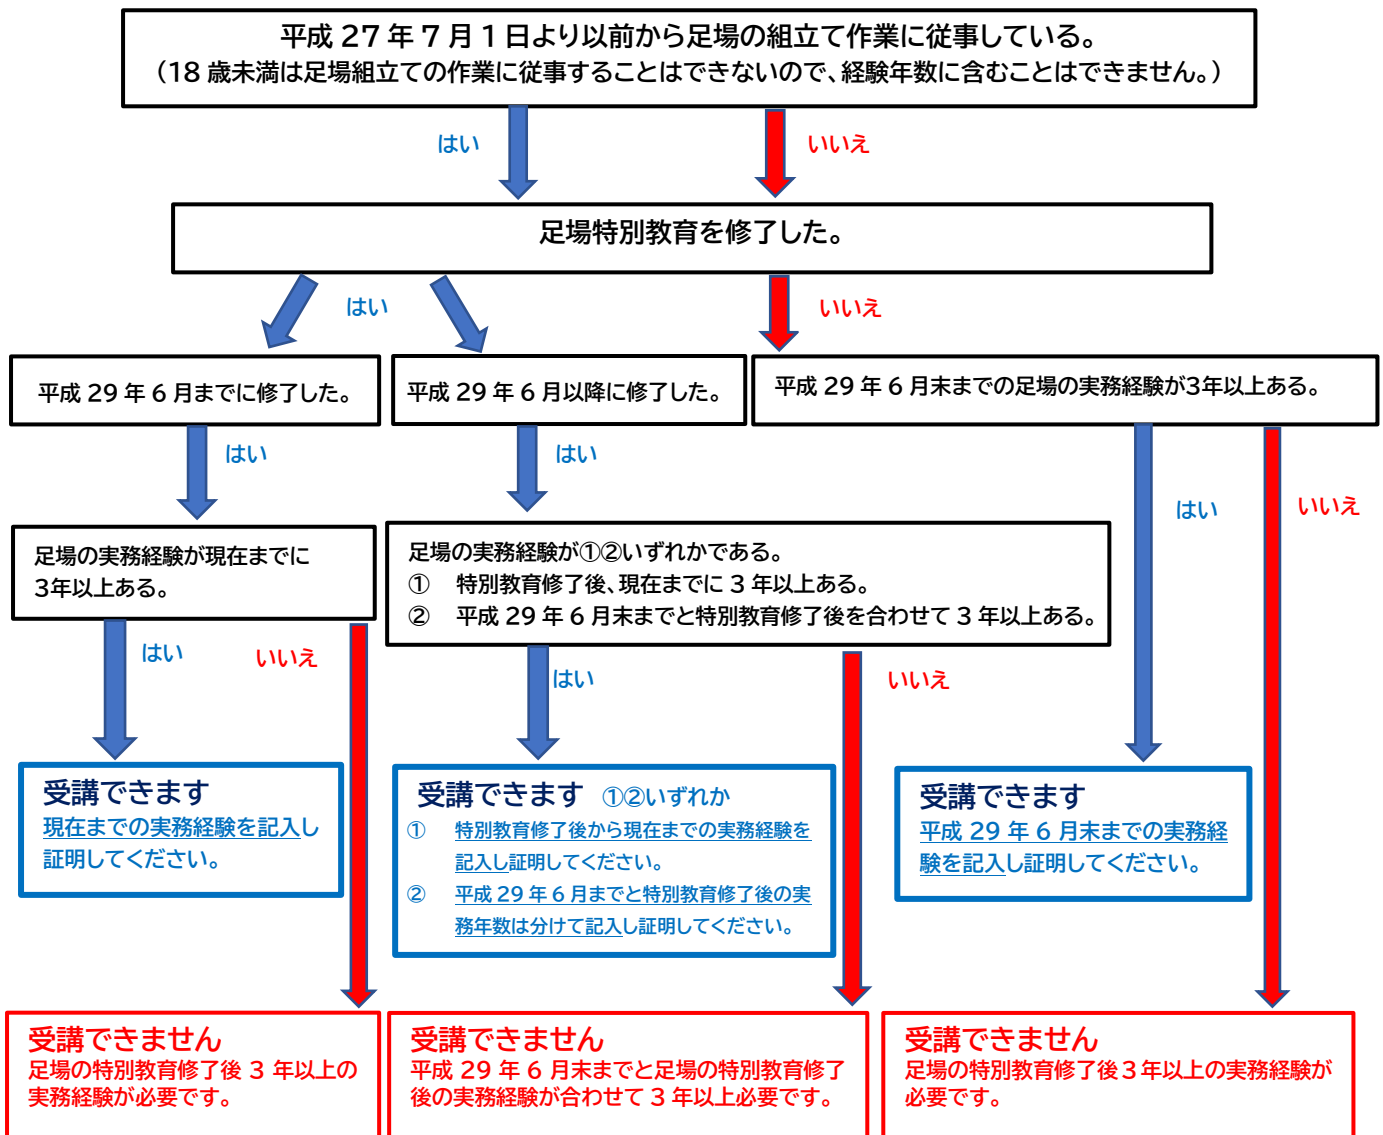 平成 27 年 7 月 1 日より以前から足場の組立て作業に従事している。
（18 歳未満は足場組立ての作業に従事することはできないので、経験年数に含むことはできません。）
はい
いいえ
足場特別教育を修了した。
はい
いいえ
平成 29 年 6 月までに修了した。
平成 29 年 6 月以降に修了した。
平成 29 年 6 月末までの足場の実務経験が3年以上ある。
はい
はい
はい
いいえ
足場の実務経験が現在までに
3年以上ある。
足場の実務経験が①②いずれかである。
① 特別教育修了後、現在までに 3 年以上ある。
② 平成 29 年 6 月末までと特別教育修了後を合わせて 3 年以上ある。
はい
いいえ
はい
いいえ
受講できます
現在までの実務経験を記入し
証明してください。
受講できます ①②いずれか
① 特別教育修了後から現在までの実務経験を
記入し証明してください。
② 平成 29 年 6 月までと特別教育修了後の実
務年数は分けて記入し証明してください。
受講できます
平成 29 年 6 月末までの実務経
験を記入し証明してください。
受講できません
足場の特別教育修了後 3 年以上の
実務経験が必要です。
受講できません
平成 29 年 6 月末までと足場の特別教育修了
後の実務経験が合わせて 3 年以上必要です。
受講できません
足場の特別教育修了後3年以上の実務経験が
必要です。